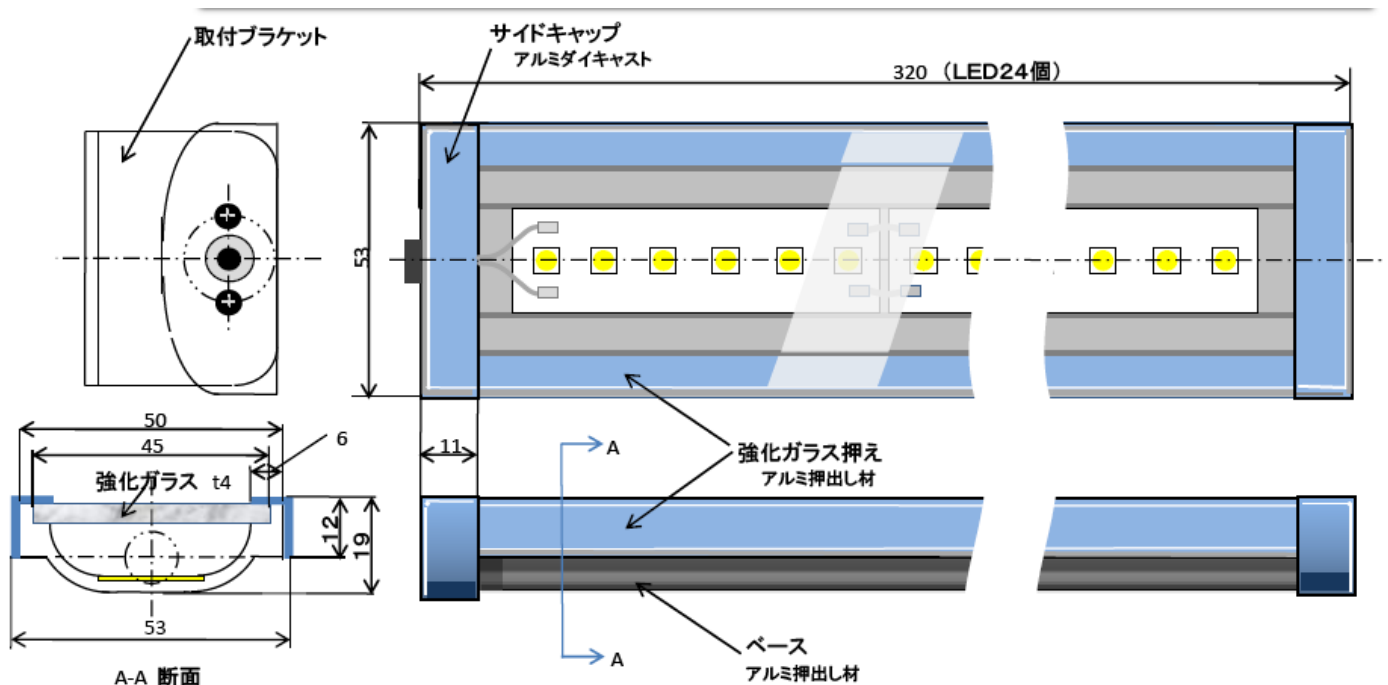 取付ブラケット
サイドキャップ
アルミダイキャスト
320 （LED24個）
53
50
45
6
強化ガラス t4
12
19
53
A-A 断面
11
A
強化ガラス押え
アルミ押出し材
A
ベース
アルミ押出し材